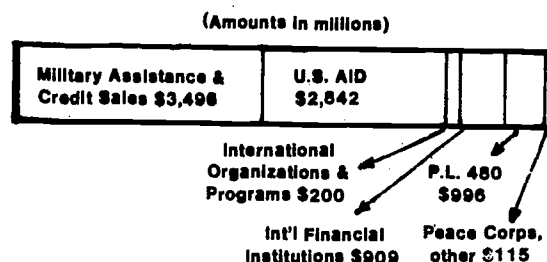 (Amounts in millions)
Military Assistance &
Credit Sales $3,496
U.S. AID
$2,842
International
Organizations &
Programs $200
P.L. 480
$996
Int'l Financial
Institutions $909
Peace Corps,
other $115